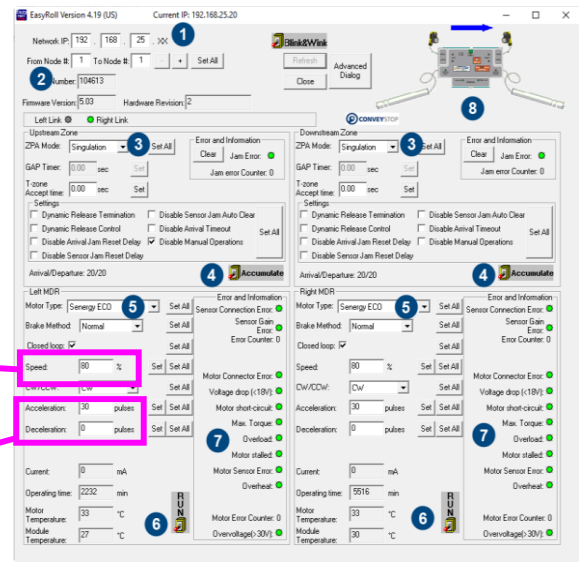 EasyRoll Version 4.19 (US) Current IP: 192.168.25.20
Network IP: 192 . 168 . 25 . XX 1
Blink&Wink
From Node #: 1 To Node #: 1 - + Set All Refresh Advanced Dialog
2 Number: 104613 Close
Firmware Version: 5.03 Hardware Revision: 2
8
Left Link Right Link CONVEYSTOP
Upstream Zone
ZPA Mode: Singulation 3 Set All
Error and Information
Clear Jam Error:
GAP Timer: 0.00 sec Set
Jam error Counter: 0
T-zone Accept time: 0.00 sec Set
Settings
Dynamic Release Termination Disable Sensor Jam Auto Clear
Dynamic Release Control Disable Arrival Timeout Set All
Disable Arrival Jam Reset Delay Disable Manual Operations
Disable Sensor Jam Reset Delay
Arrival/Departure: 20/20 4 Accumulate
Downstream Zone
ZPA Mode: Singulation 3 Set All
Error and Information
Clear Jam Error:
GAP Timer: 0.00 sec Set
Jam error Counter: 0
T-zone Accept time: 0.00 sec Set
Settings
Dynamic Release Termination Disable Sensor Jam Auto Clear
Dynamic Release Control Disable Arrival Timeout Set All
Disable Arrival Jam Reset Delay Disable Manual Operations
Disable Sensor Jam Reset Delay
Arrival/Departure: 20/20 4 Accumulate
Left MDR
Motor Type: Senergy ECO 5 Set All
Brake Method: Normal Set All
Closed loop: Set All
Speed: 80 % Set Set All
CW/CCW: CW Set All
Acceleration: 30 pulses Set Set All
Deceleration: 0 pulses Set Set All
Current: 0 mA
Operating time: 2232 min
Motor Temperature: 33 °C
Module Temperature: 27 °C
6 RUN
Error and Information
Sensor Connection Error:
Sensor Gain Error:
Error Counter: 0
Motor Connector Error:
Voltage drop (<18V):
Motor short-circuit:
Max. Torque:
7 Overload:
Motor stalled:
Motor Sensor Error:
Overheat:
Motor Error Counter: 0
Overvoltage(>30V):
Right MDR
Motor Type: Senergy ECO 5 Set All
Brake Method: Normal Set All
Closed loop: Set All
Speed: 80 % Set Set All
CW/CCW: CW Set All
Acceleration: 30 pulses Set Set All
Deceleration: 0 pulses Set Set All
Current: 0 mA
Operating time: 5516 min
Motor Temperature: 33 °C
Module Temperature: 30 °C
6 RUN
Error and Information
Sensor Connection Error:
Sensor Gain Error:
Error Counter: 0
Motor Connector Error:
Voltage drop (<18V):
Motor short-circuit:
Max. Torque:
7 Overload:
Motor stalled:
Motor Sensor Error:
Overheat:
Motor Error Counter: 0
Overvoltage(>30V):